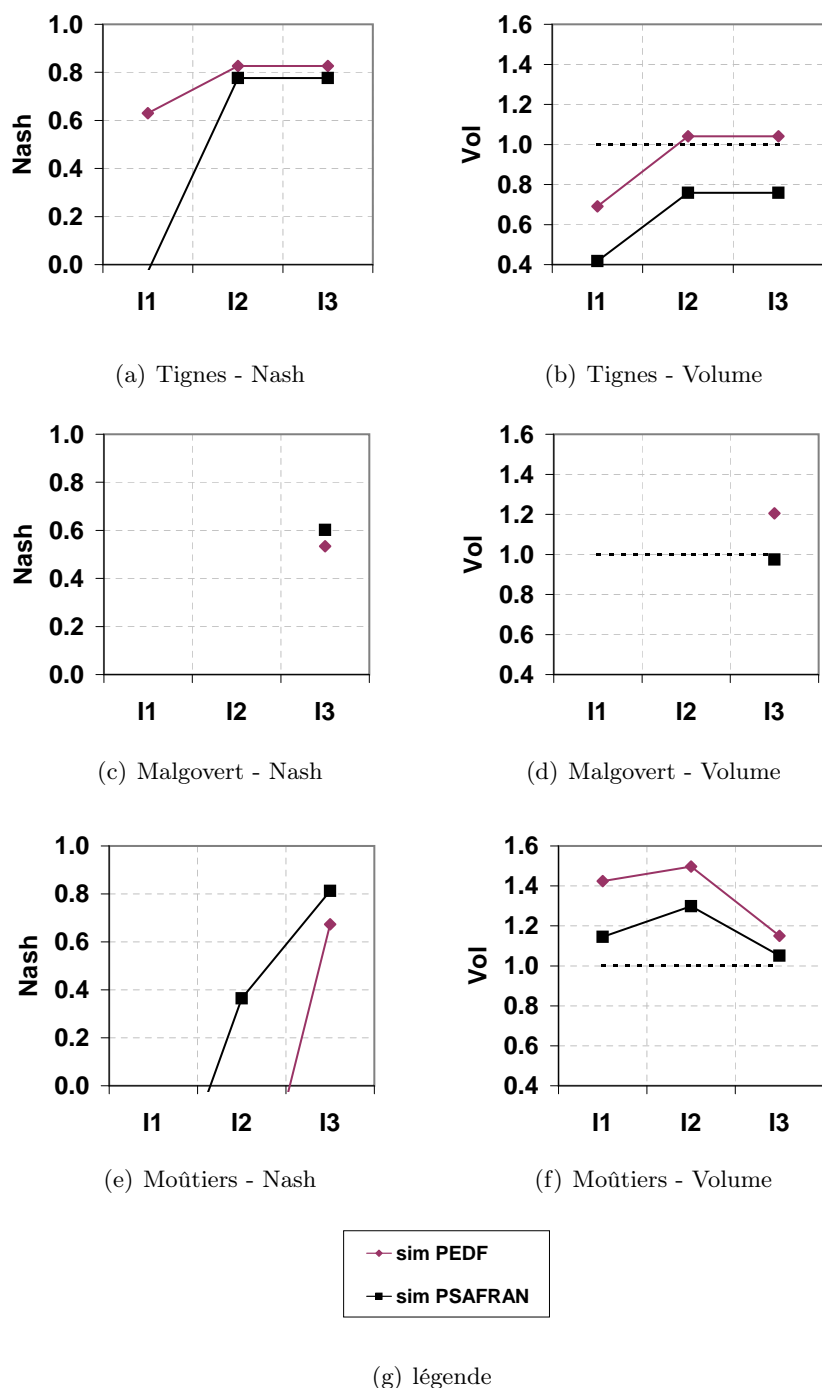 1.0
0.8
0.6
0.4
0.2
0.0
Nash
I1 I2 I3
(a) Tignes - Nash
1.6
1.4
1.2
1.0
0.8
0.6
0.4
Vol
I1 I2 I3
(b) Tignes - Volume
1.0
0.8
0.6
0.4
0.2
0.0
Nash
I1 I2 I3
(c) Malgovert - Nash
1.6
1.4
1.2
1.0
0.8
0.6
0.4
Vol
I1 I2 I3
(d) Malgovert - Volume
1.0
0.8
0.6
0.4
0.2
0.0
Nash
I1 I2 I3
(e) Moûtiers - Nash
1.6
1.4
1.2
1.0
0.8
0.6
0.4
Vol
I1 I2 I3
(f) Moûtiers - Volume
sim PEDF
sim PSAFRAN
(g) légende